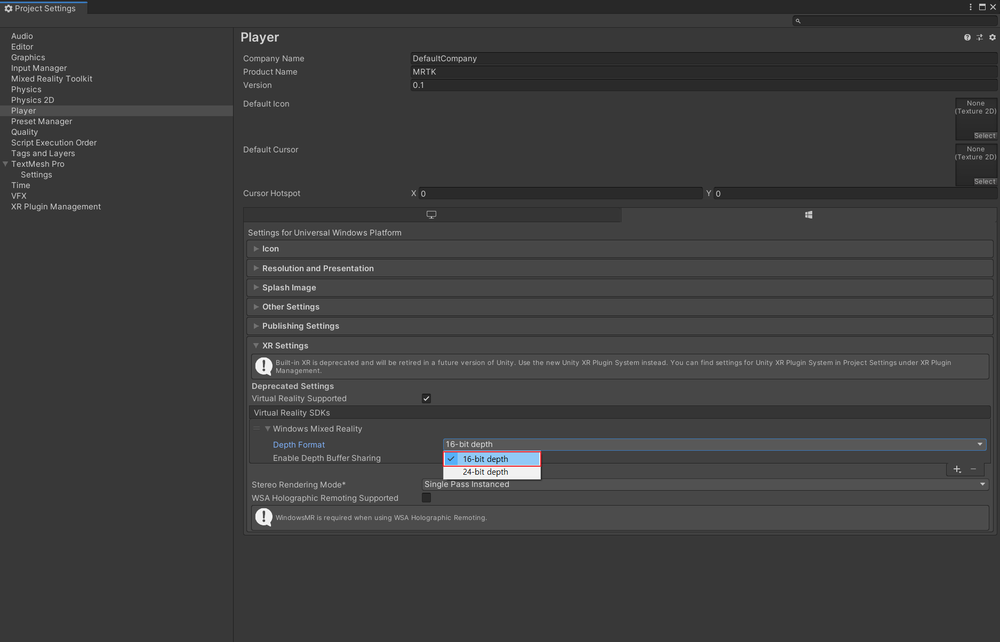 Project Settings
Audio
Editor
Graphics
Input Manager
Mixed Reality Toolkit
Physics
Physics 2D
Player
Preset Manager
Quality
Script Execution Order
Tags and Layers
TextMesh Pro
Settings
Time
VFX
XR Plugin Management
Player
Company Name DefaultCompany
Product Name MRTK
Version 0.1
Default Icon
None
(Texture 2D)
Select
Default Cursor
None
(Texture 2D)
Select
Cursor Hotspot X 0 Y 0
Settings for Universal Windows Platform
Icon
Resolution and Presentation
Splash Image
Other Settings
Publishing Settings
XR Settings
Built-in XR is deprecated and will be retired in a future version of Unity. Use the new Unity XR Plugin System instead. You can find settings for Unity XR Plugin System in Project Settings under XR Plugin
Management.
Deprecated Settings
Virtual Reality Supported
Virtual Reality SDKs
Windows Mixed Reality
Depth Format 16-bit depth
Enable Depth Buffer Sharing
16-bit depth
24-bit depth
Stereo Rendering Mode* Single Pass Instanced
WSA Holographic Remoting Supported
WindowsMR is required when using WSA Holographic Remoting.